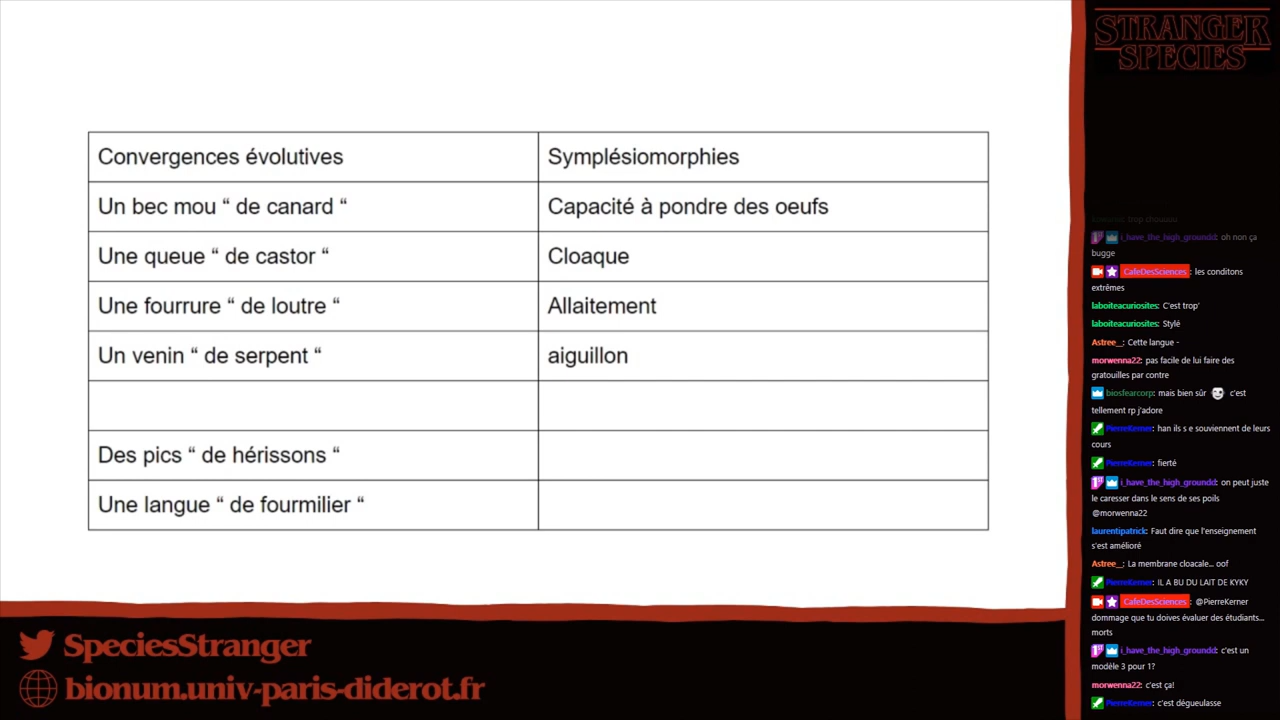 Convergences évolutives
Symplésiomorphies
Un bec mou “ de canard “
Capacité à pondre des oeufs
Une queue “ de castor “
Cloaque
Une fourrure “ de loutre “
Allaitement
Un venin “ de serpent “
aiguillon
Des pics “ de hérissons “
Une langue “ de fourmilier “
SpeciesStranger
bionum.univ-paris-diderot.fr
STRANGER
SPECIES
trop chouuuu
i_have_the_high_groundd: oh non ça
bugge
CafeDesSciences : les conditons
extrêmes
laboiteacuriosites: C'est trop'
laboiteacuriosites: Stylé
Astree__: Cette langue -
morwenna22: pas facile de lui faire des
gratouilles par contre
biosfearcorp: mais bien sûr c'est
tellement rp j'adore
PierreKerner: han ils s e souviennent de leurs
cours
PierreKerner: fierté
i_have_the_high_groundd: on peut juste
le caresser dans le sens de ses poils
@morwenna22
laurentipatrick: Faut dire que l'enseignement
s'est amélioré
Astree__: La membrane cloacale... oof
PierreKerner: IL A BU DU LAIT DE KYKY
CafeDesSciences : @PierreKerner
dommage que tu doives évaluer des étudiants...
morts
i_have_the_high_groundd: c'est un
modèle 3 pour 1?
morwenna22: c'est ça!
PierreKerner: c'est dégueulasse